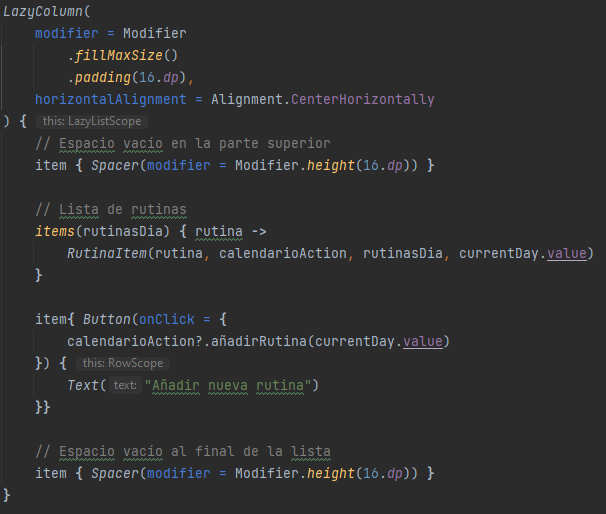 LazyColumn(
    modifier = Modifier
        .fillMaxSize()
        .padding(16.dp),
    horizontalAlignment = Alignment.CenterHorizontally
) { this: LazyListScope
    // Espacio vacío en la parte superior
    item { Spacer(modifier = Modifier.height(16.dp)) }

    // Lista de rutinas
    items(rutinasDia) { rutina ->
        RutinaItem(rutina, calendarioAction, rutinasDia, currentDay.value)
    }

    item{ Button(onClick = {
        calendarioAction?.añadirRutina(currentDay.value)
    }) { this: RowScope
        Text( text: "Añadir nueva rutina")
    }}

    // Espacio vacío al final de la lista
    item { Spacer(modifier = Modifier.height(16.dp)) }
}